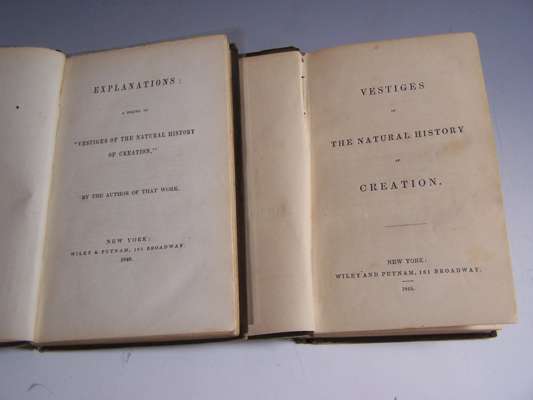 EXPLANATIONS:
A SEQUEL TO
"VESTIGES OF THE NATURAL HISTORY
OF CREATION."
BY THE AUTHOR OF THAT WORK.
NEW YORK:
WILEY & PUTNAM, 161 BROADWAY.
1846.
VESTIGES
OF
THE NATURAL HISTORY
OF
CREATION.
NEW YORK:
WILEY AND PUTNAM, 161 BROADWAY.